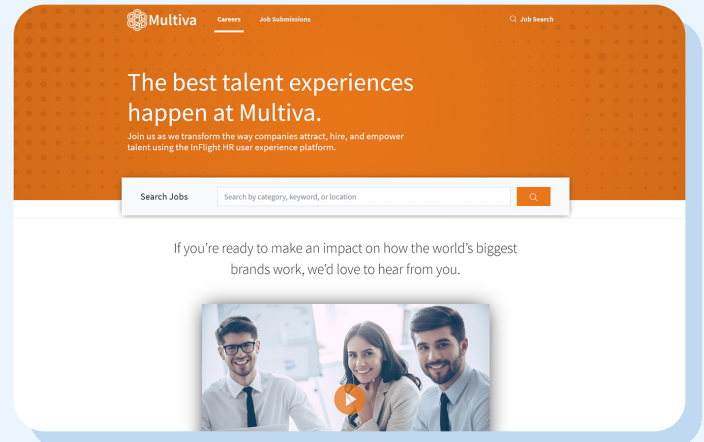 Multiva
Careers
Job Submissions
Job Search
The best talent experiences
happen at Multiva.
Join us as we transform the way companies attract, hire, and empower
talent using the InFlight HR user experience platform.
Search Jobs
Search by category, keyword, or location
If you're ready to make an impact on how the world's biggest
brands work, we'd love to hear from you.